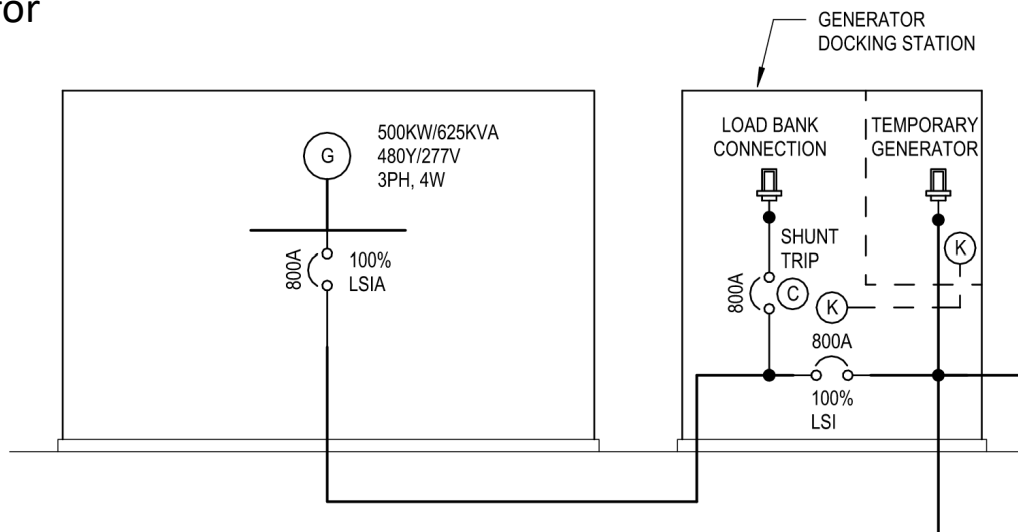 or
GENERATOR
DOCKING STATION
500KW/625KVA
480Y/277V
3PH, 4W
G
800A
100%
LSIA
LOAD BANK
CONNECTION
TEMPORARY
GENERATOR
SHUNT
TRIP
800A
C
K
K
800A
100%
LSI